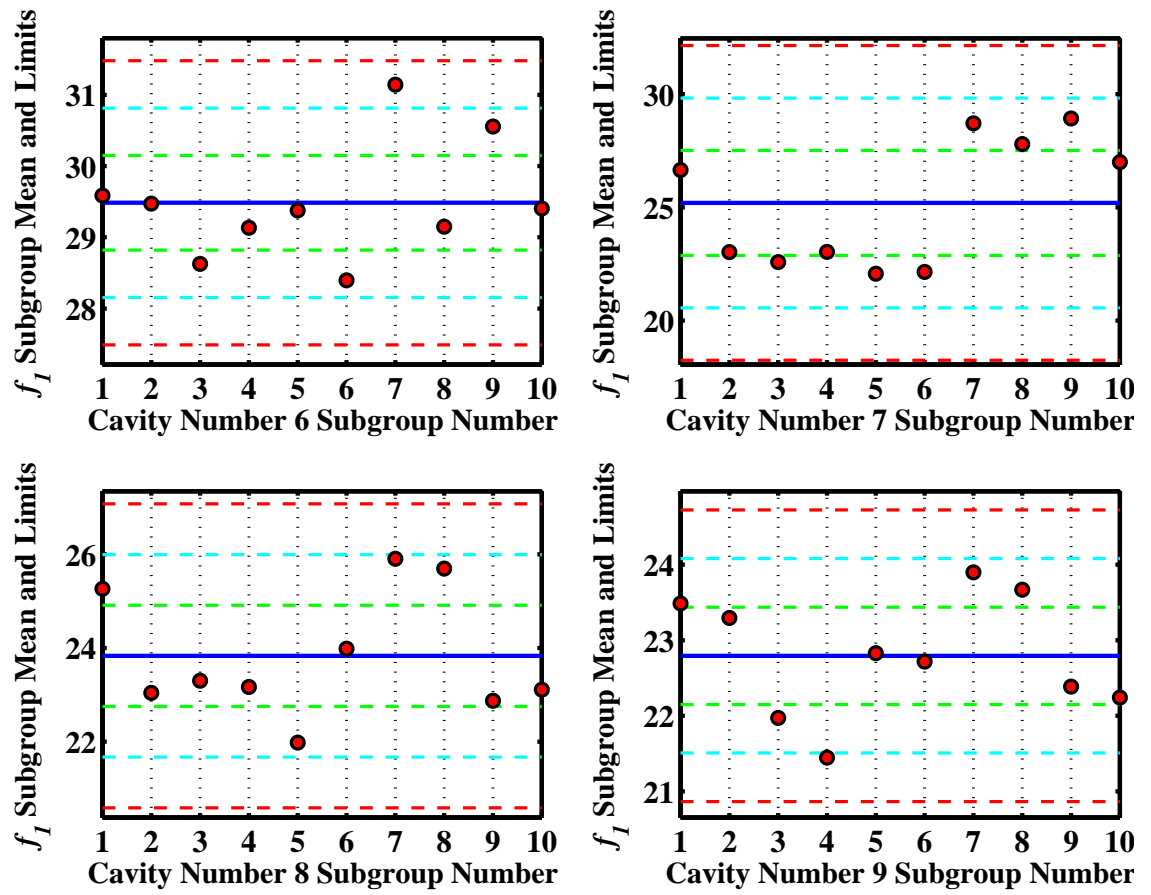 f1 Subgroup Mean and Limits
31
30
29
28
1 2 3 4 5 6 7 8 9 10
Cavity Number 6 Subgroup Number
f1 Subgroup Mean and Limits
30
25
20
1 2 3 4 5 6 7 8 9 10
Cavity Number 7 Subgroup Number
f1 Subgroup Mean and Limits
26
24
22
1 2 3 4 5 6 7 8 9 10
Cavity Number 8 Subgroup Number
f1 Subgroup Mean and Limits
24
23
22
21
1 2 3 4 5 6 7 8 9 10
Cavity Number 9 Subgroup Number